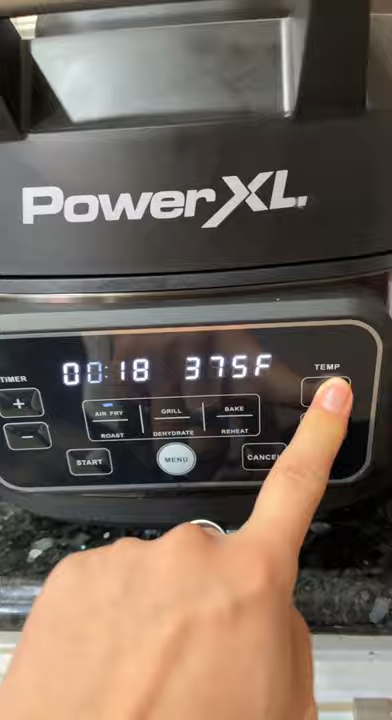 PowerXL
TIMER
00:18 375F
TEMP
+
−
AIR FRY GRILL BAKE
ROAST DEHYDRATE REHEAT
START MENU CANCEL